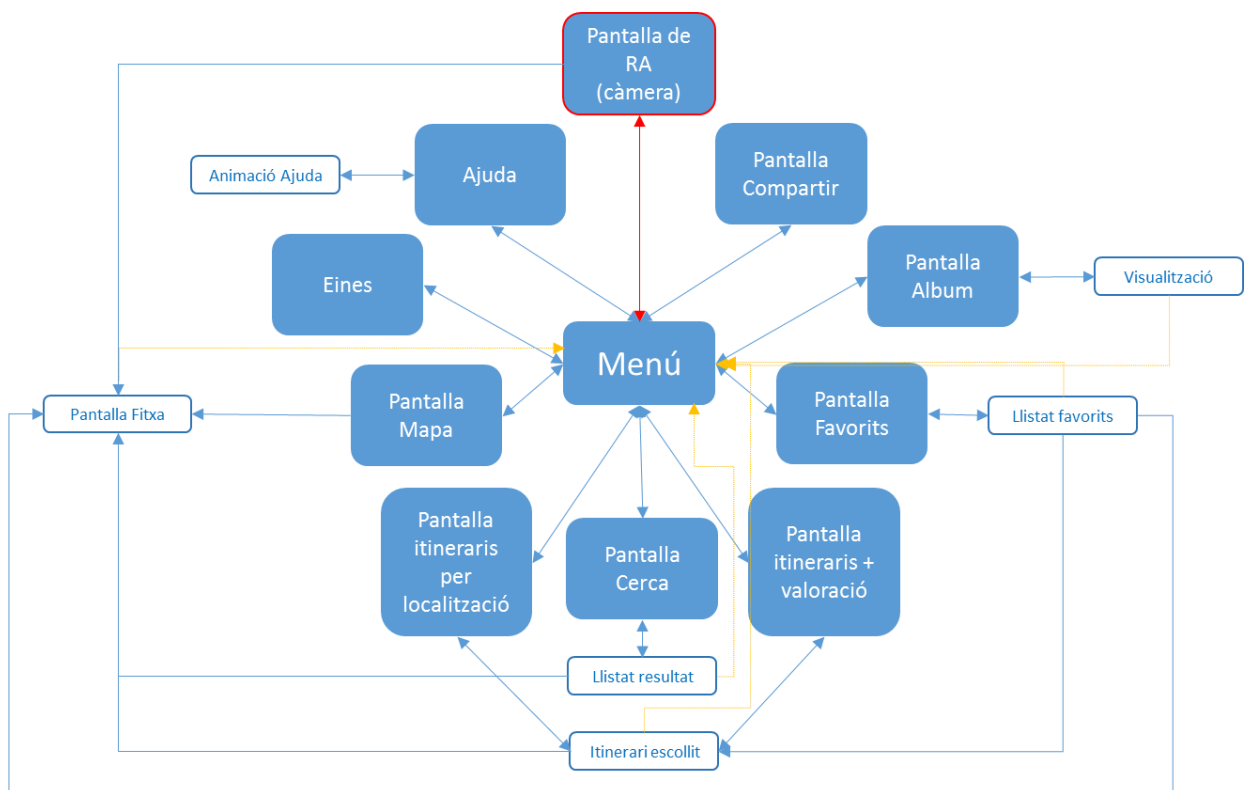 Pantalla de
RA
(càmera)
Animació Ajuda
Ajuda
Pantalla
Compartir
Eines
Pantalla
Album
Visualització
Menú
Pantalla Fitxa
Pantalla
Mapa
Pantalla
Favorits
Llistat favorits
Pantalla
itineraris
per
localització
Pantalla
Cerca
Pantalla
itineraris +
valoració
Llistat resultat
Itinerari escollit